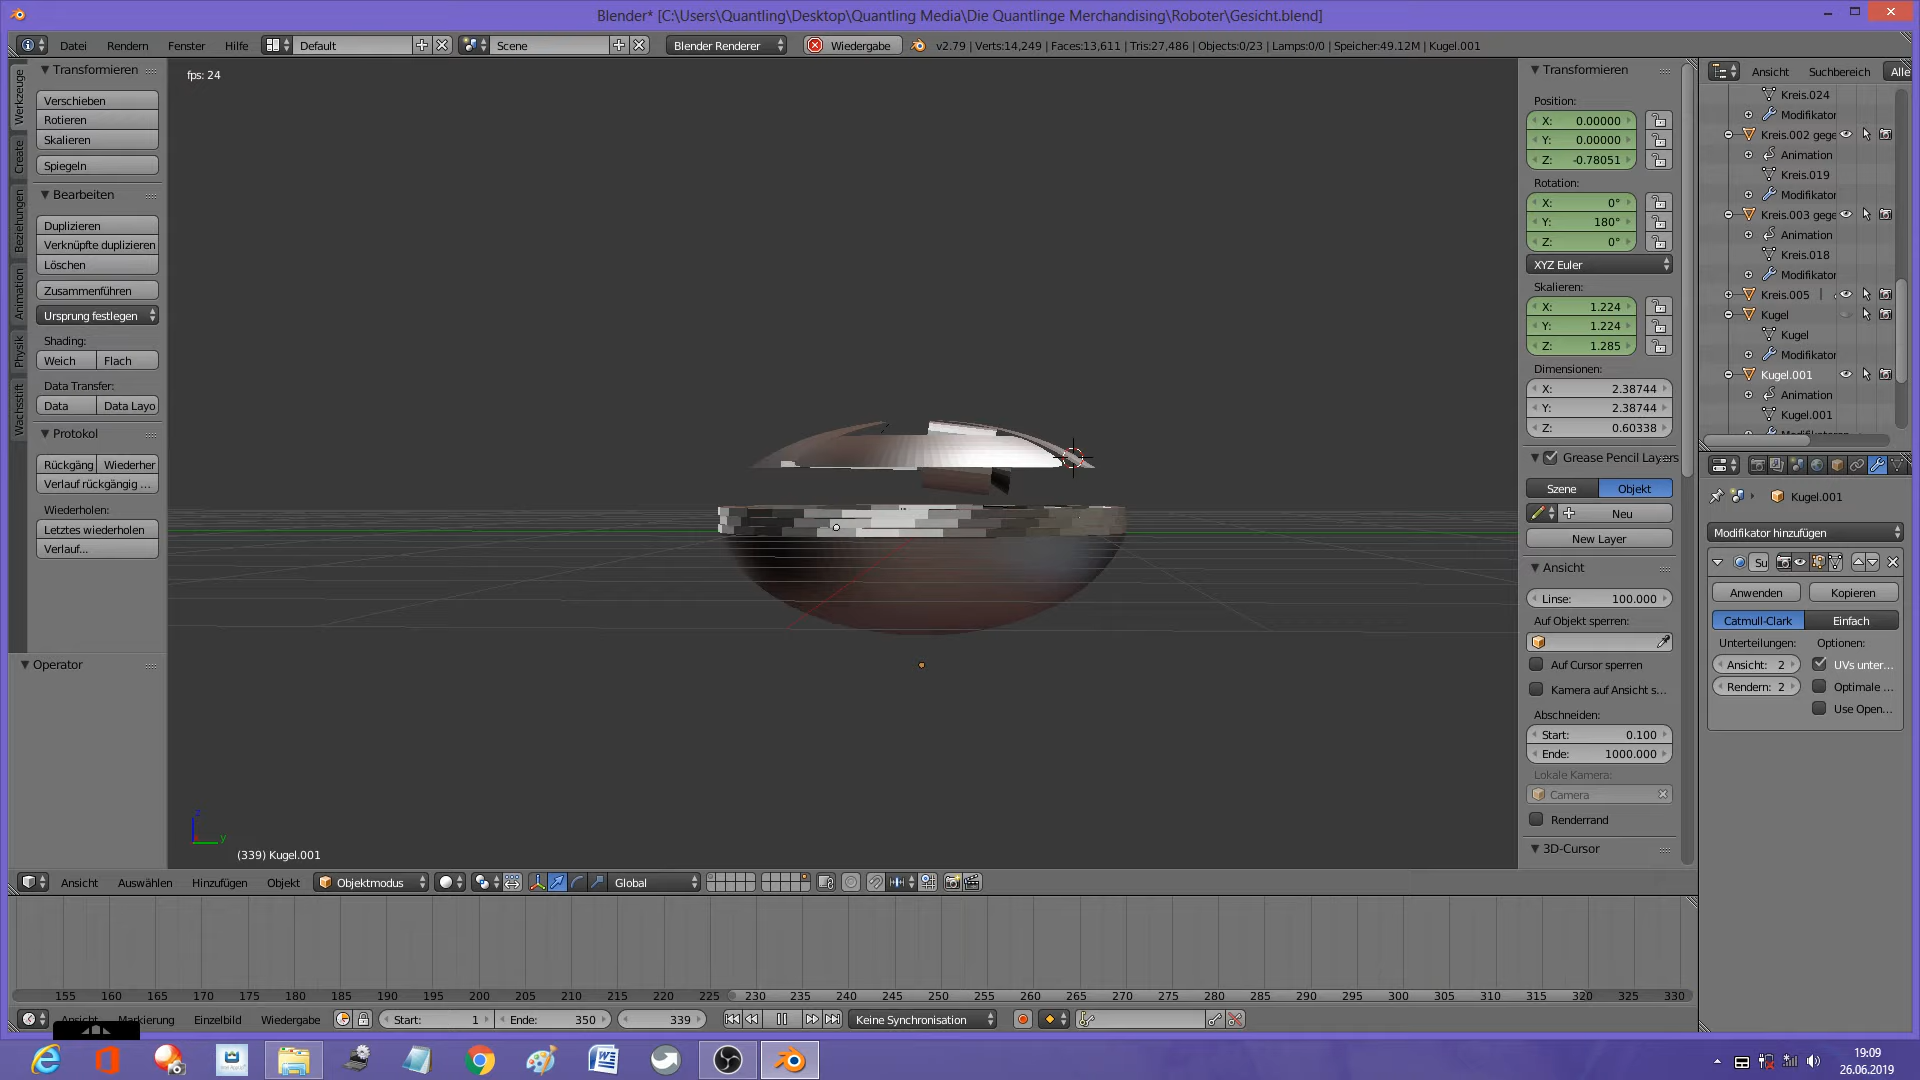 Blender* [C:\Users\Quantling\Desktop\Quantling Media\Die Quantlinge Merchandising\Roboter\Gesicht.blend]
Datei Rendern Fenster Hilfe Default Scene Blender Renderer Wiedergabe v2.79 | Verts:14,249 | Faces:13,611 | Tris:27,486 | Objects:0/23 | Lamps:0/0 | Speicher:49.12M | Kugel.001
fps: 24
Werkzeuge
Create
Beziehungen
Animation
Physik
Wachsstift
Transformieren
Verschieben
Rotieren
Skalieren
Spiegeln
Bearbeiten
Duplizieren
Verknüpfte duplizieren
Löschen
Zusammenführen
Ursprung festlegen
Shading:
Weich Flach
Data Transfer:
Data Data Layo
Protokol
Rückgäng Wiederher
Verlauf rückgängig ...
Wiederholen:
Letztes wiederholen
Verlauf...
Operator
z
y
(339) Kugel.001
Transformieren
Position:
X: 0.00000
Y: 0.00000
Z: -0.78051
Rotation:
X: 0°
Y: 180°
Z: 0°
XYZ Euler
Skalieren:
X: 1.224
Y: 1.224
Z: 1.285
Dimensionen:
X: 2.38744
Y: 2.38744
Z: 0.60338
Grease Pencil Layers
Szene Objekt
Neu
New Layer
Ansicht
Linse: 100.000
Auf Objekt sperren:
Auf Cursor sperren
Kamera auf Ansicht s...
Abschneiden:
Start: 0.100
Ende: 1000.000
Lokale Kamera:
Camera
Renderrand
3D-Cursor
Ansicht Suchbereich Alle
Kreis.024
Modifikator
Kreis.002 gege
Animation
Kreis.019
Modifikator
Kreis.003 gege
Animation
Kreis.018
Modifikator
Kreis.005
Kugel
Kugel
Modifikator
Kugel.001
Animation
Kugel.001
Kugel.001
Modifikator hinzufügen
Su
Anwenden Kopieren
Catmull-Clark Einfach
Unterteilungen: Optionen:
Ansicht: 2 UVs unter...
Rendern: 2 Optimale ...
Use Open...
Ansicht Auswählen Hinzufügen Objekt Objektmodus Global
155 160 165 170 175 180 185 190 195 200 205 210 215 220 225 230 235 240 245 250 255 260 265 270 275 280 285 290 295 300 305 310 315 320 325 330
Markierung Einzelbild Wiedergabe Start: 1 Ende: 350 339 Keine Synchronisation
19:09
26.06.2019